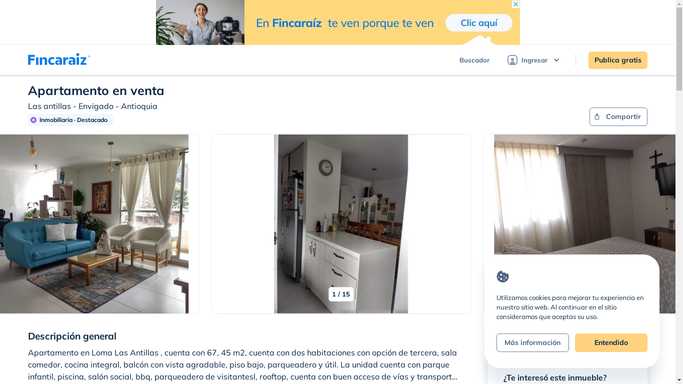 En Fincaraíz te ven porque te ven
Clic aquí
Fincaraíz
Buscador
Ingresar
Publica gratis
Apartamento en venta
Las antillas - Envigado - Antioquia
Inmobiliaria · Destacado
Compartir
1 / 15
Utilizamos cookies para mejorar tu experiencia en
nuestro sitio web. Al continuar en el sitio
consideramos que aceptas su uso.
Más información
Entendido
Descripción general
Apartamento en Loma Las Antillas , cuenta con 67, 45 m2, cuenta con dos habitaciones con opción de tercera, sala
comedor, cocina integral, balcón con vista agradable, piso bajo, parqueadero y útil. La unidad cuenta con parque
infantil, piscina, salón social, bbq, parqueadero de visitantesl, rooftop, cuenta con buen acceso de vías y transport...
¿Te interesó este inmueble?